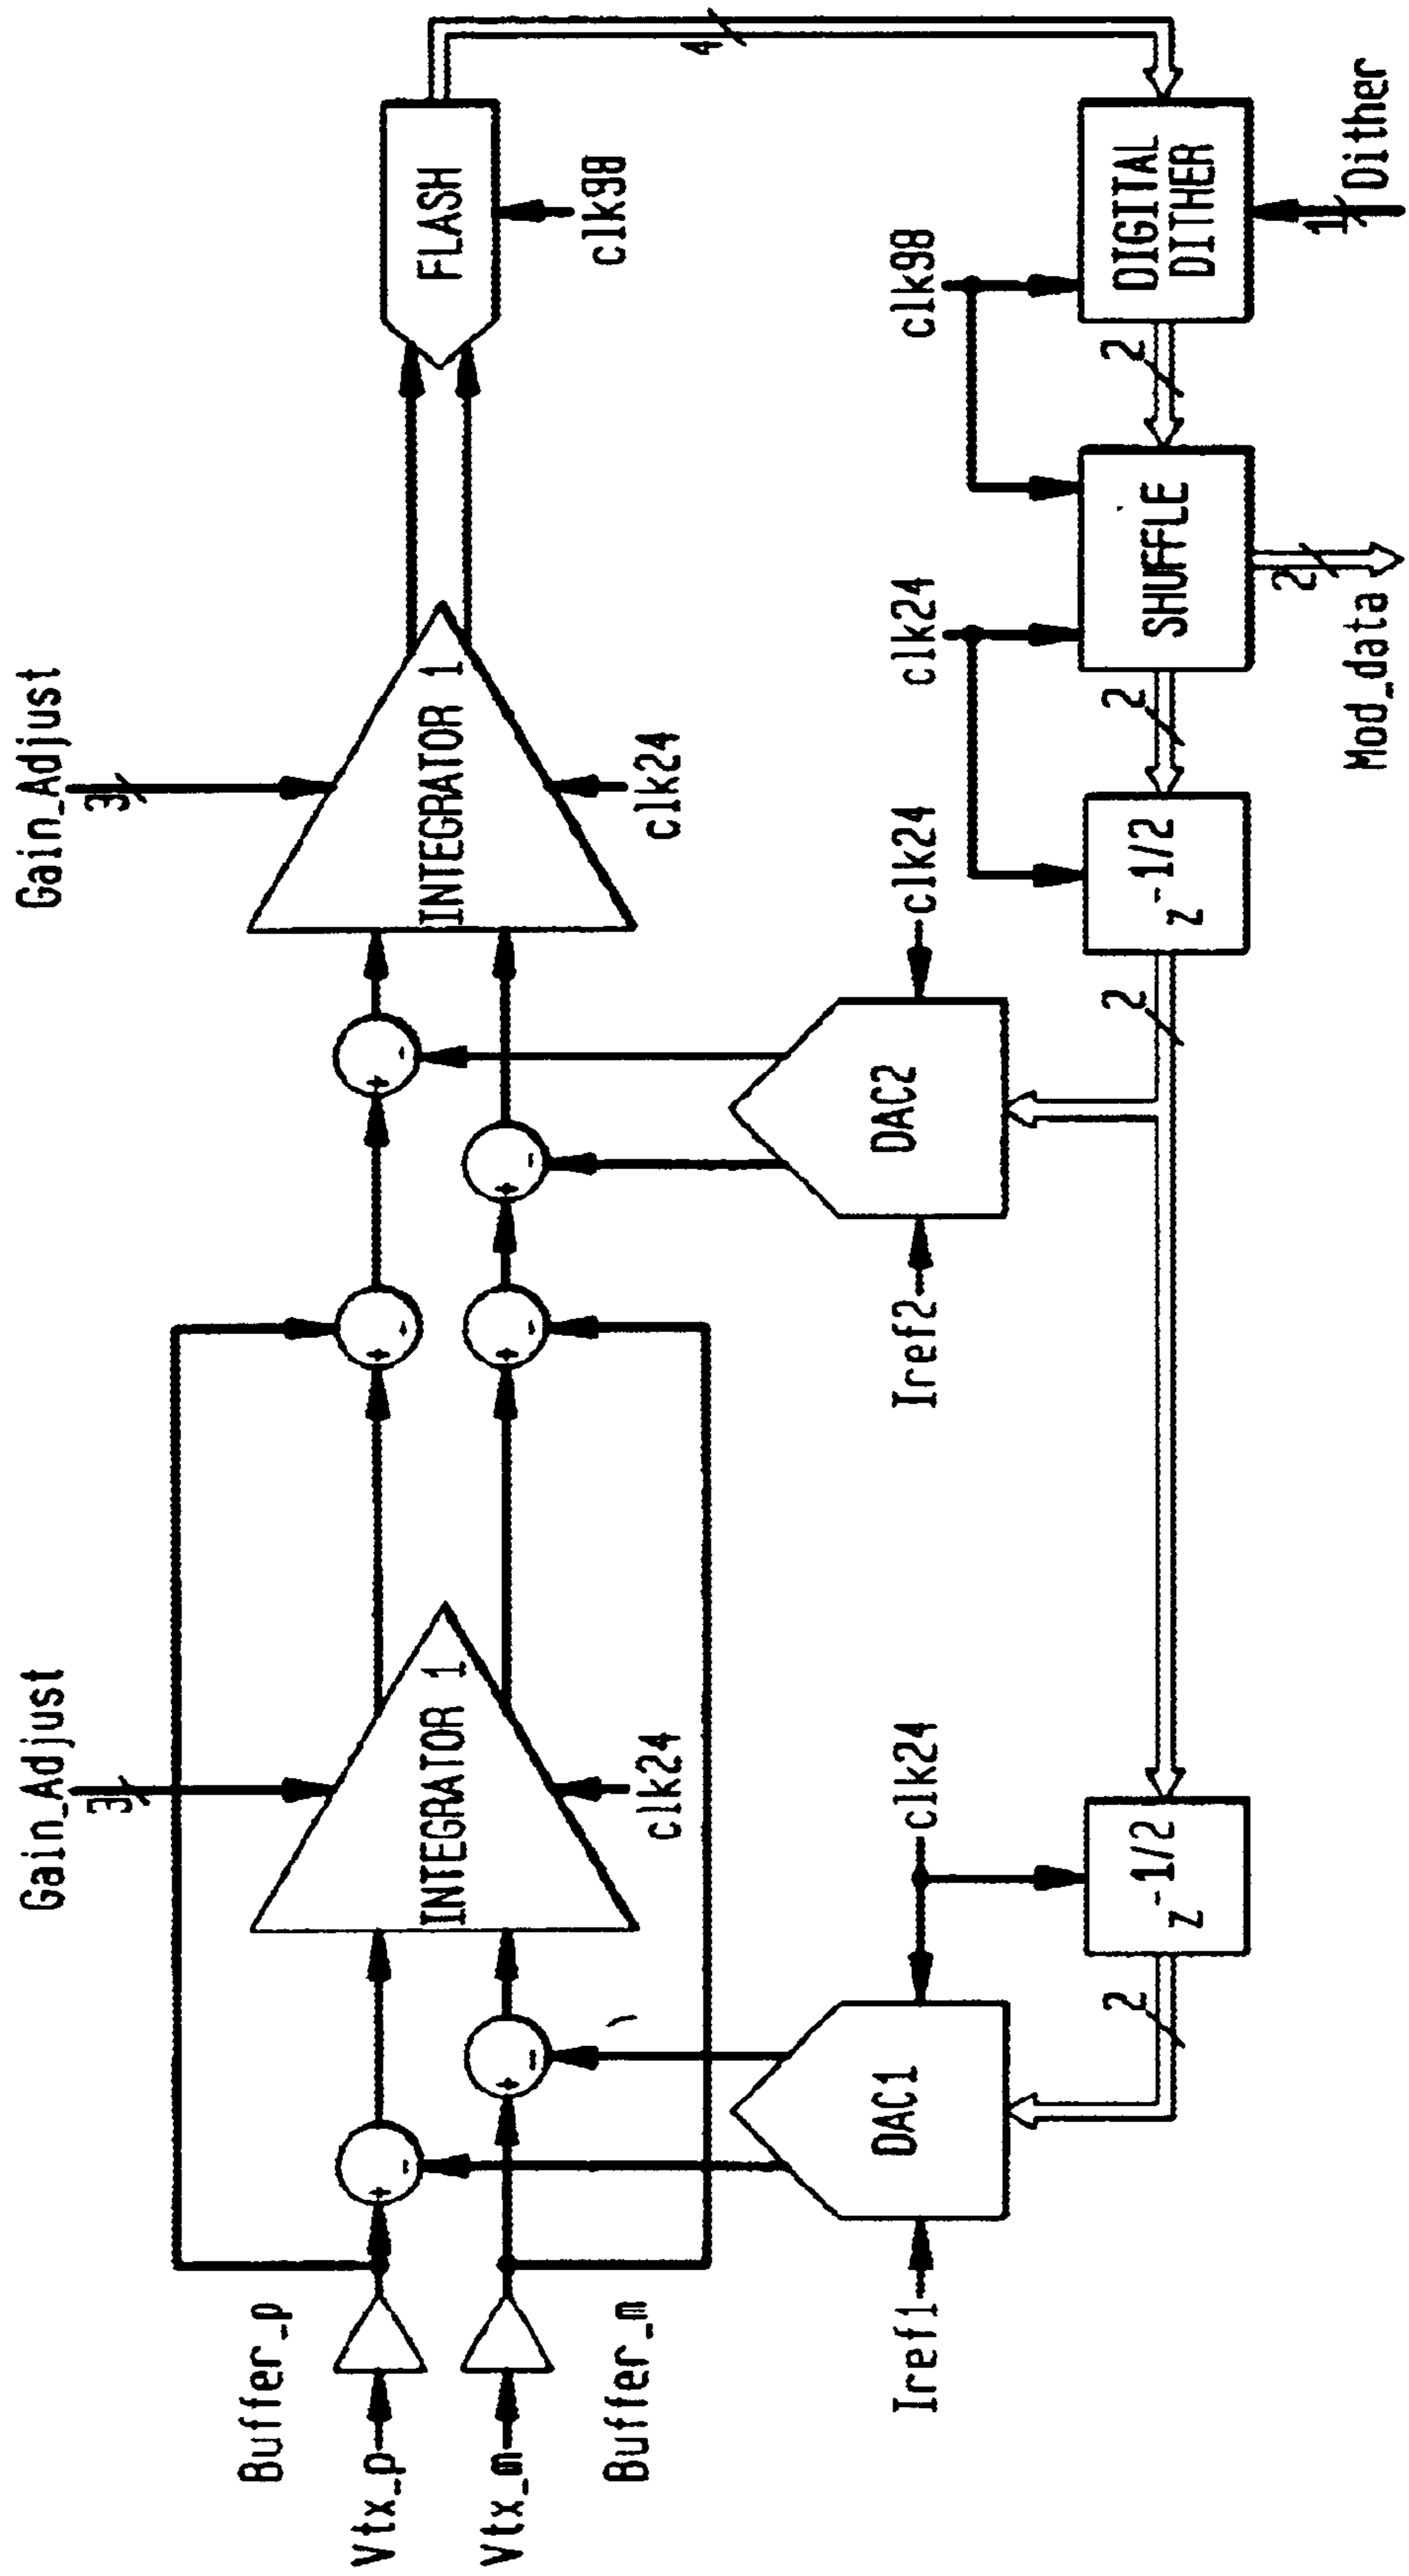 Gain_Adjust
3
Gain_Adjust
3
4
Buffer_p
Vtx_p
Vtx_m
Buffer_m
+
-
+
-
INTEGRATOR 1
clk24
+
-
+
-
+
-
+
-
INTEGRATOR 1
clk24
FLASH
clk98
Iref1
DAC1
clk24
Iref2
DAC2
clk24
clk24
clk98
2
z-1/2
2
z-1/2
2
SHUFFLE
2
DIGITAL
DITHER
Mod_data
2
1
Dither